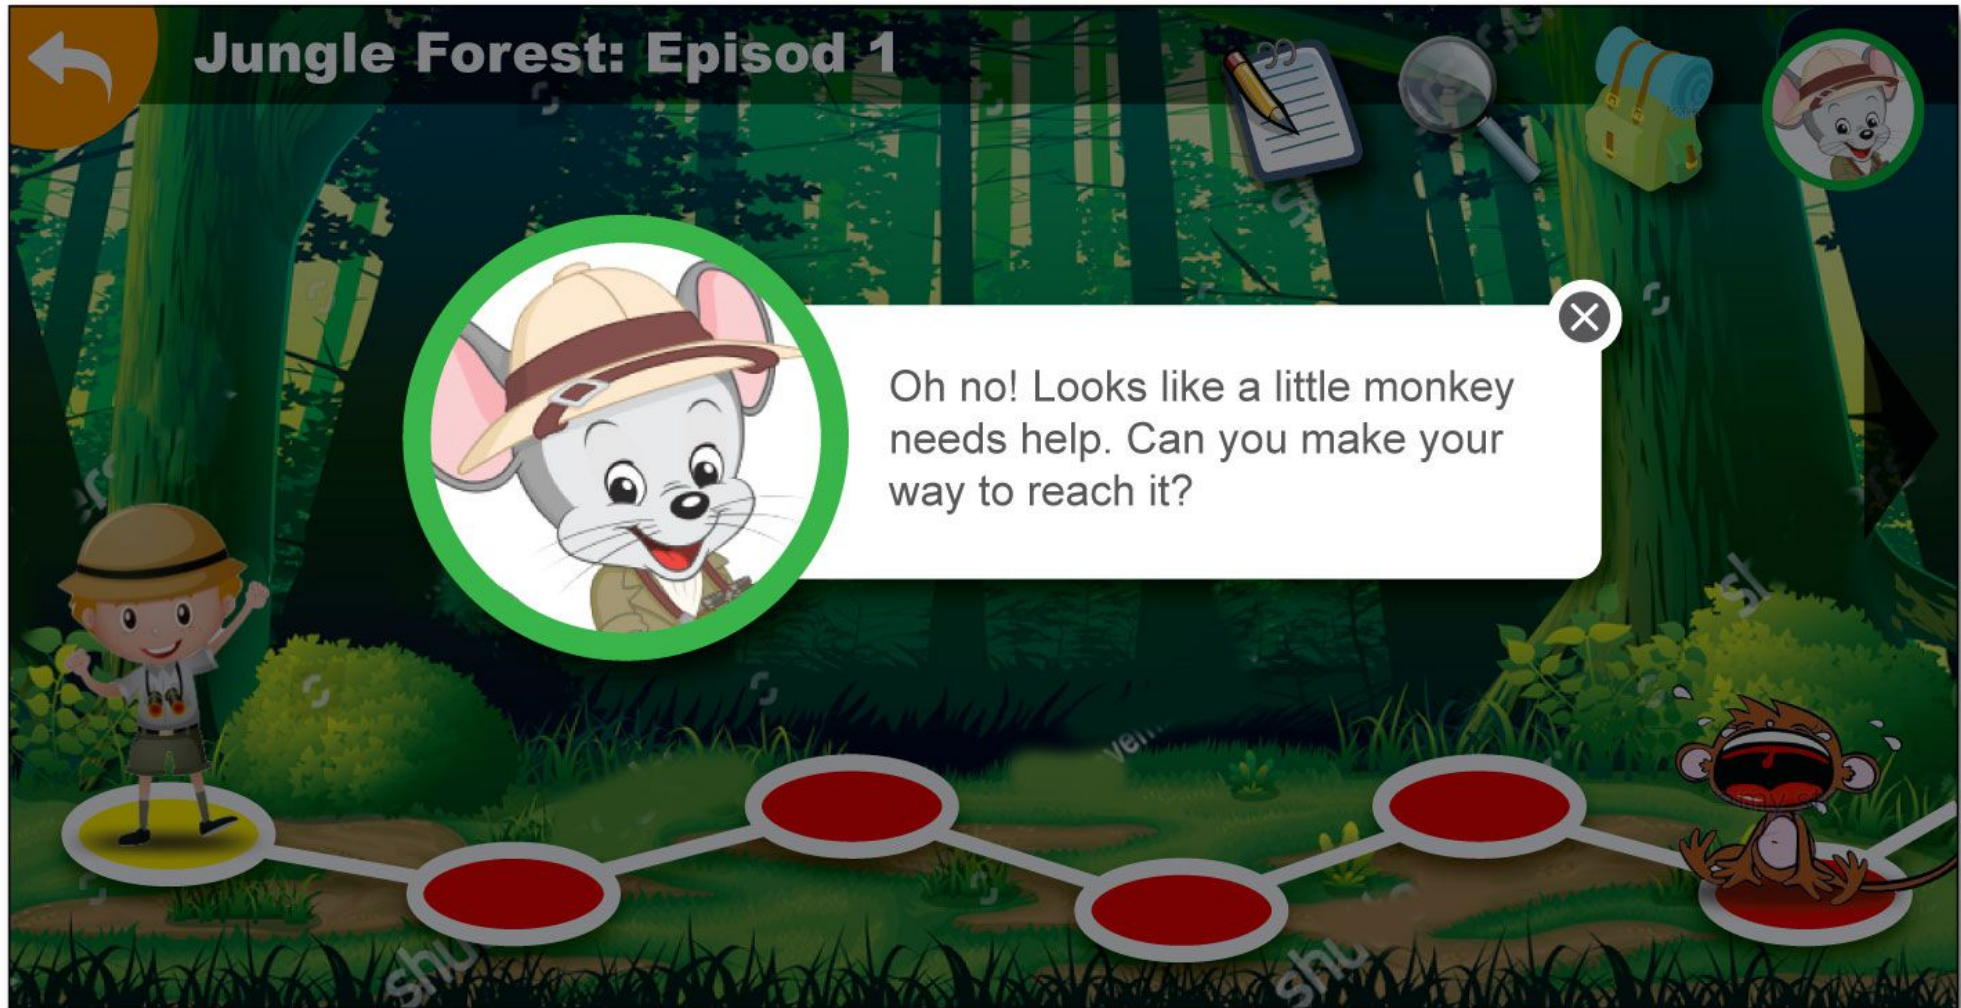 Jungle Forest: Episod 1
Oh no! Looks like a little monkey
needs help. Can you make your
way to reach it?